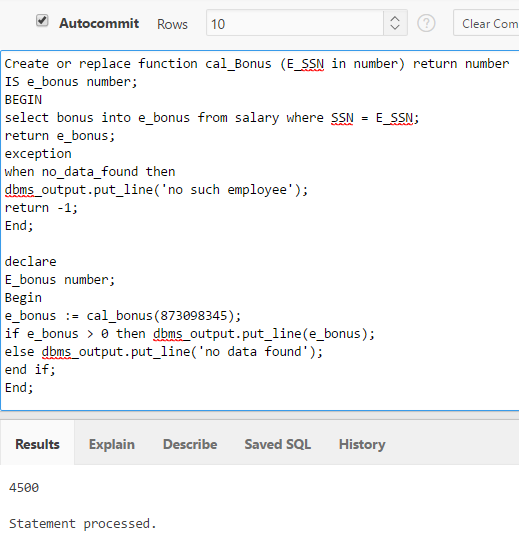 Autocommit Rows 10 ? Clear Com
Create or replace function cal_Bonus (E_SSN in number) return number
IS e_bonus number;
BEGIN
select bonus into e_bonus from salary where SSN = E_SSN;
return e_bonus;
exception
when no_data_found then
dbms_output.put_line('no such employee');
return -1;
End;

declare
E_bonus number;
Begin
e_bonus := cal_bonus(873098345);
if e_bonus > 0 then dbms_output.put_line(e_bonus);
else dbms_output.put_line('no data found');
end if;
End;
Results Explain Describe Saved SQL History
4500
Statement processed.